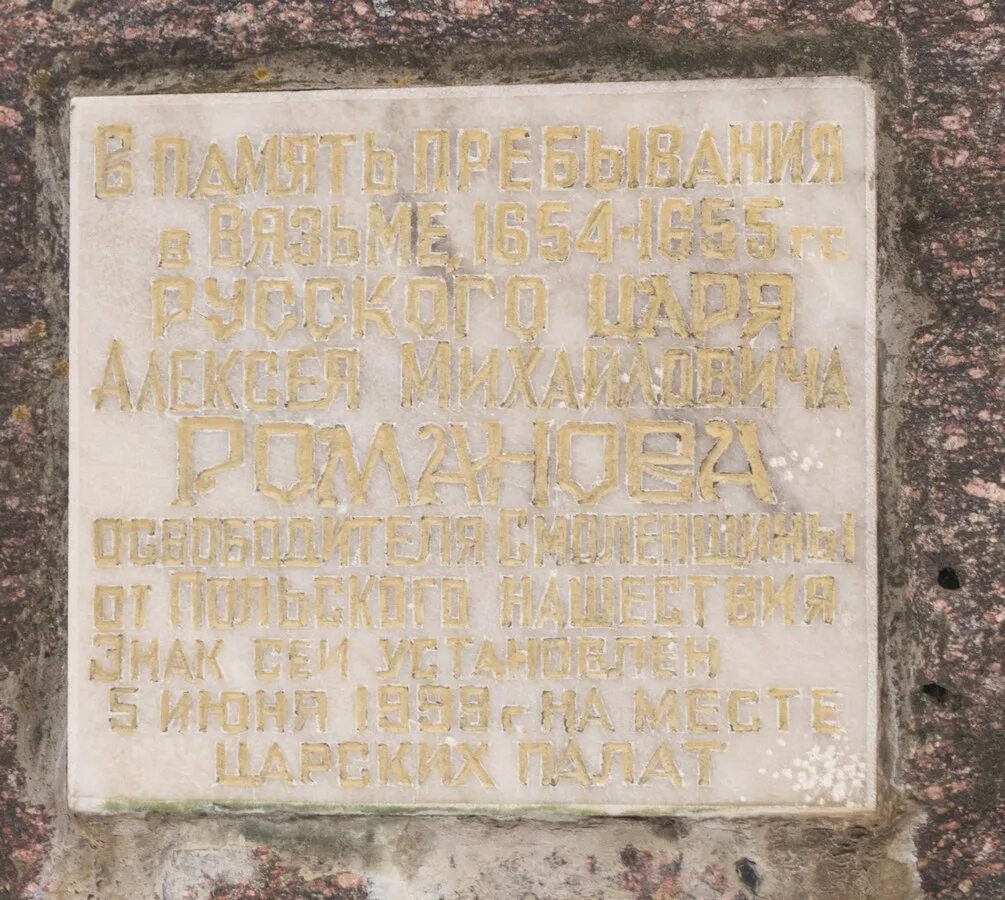 В память пребывания
в Вязьме 1654-1655 гг.
русского царя
Алексея Михайловича
Романова
освободителя Смоленщины
от Польского нашествия
Знак сей установлен
5 июня 1999 г. на месте
царских палат